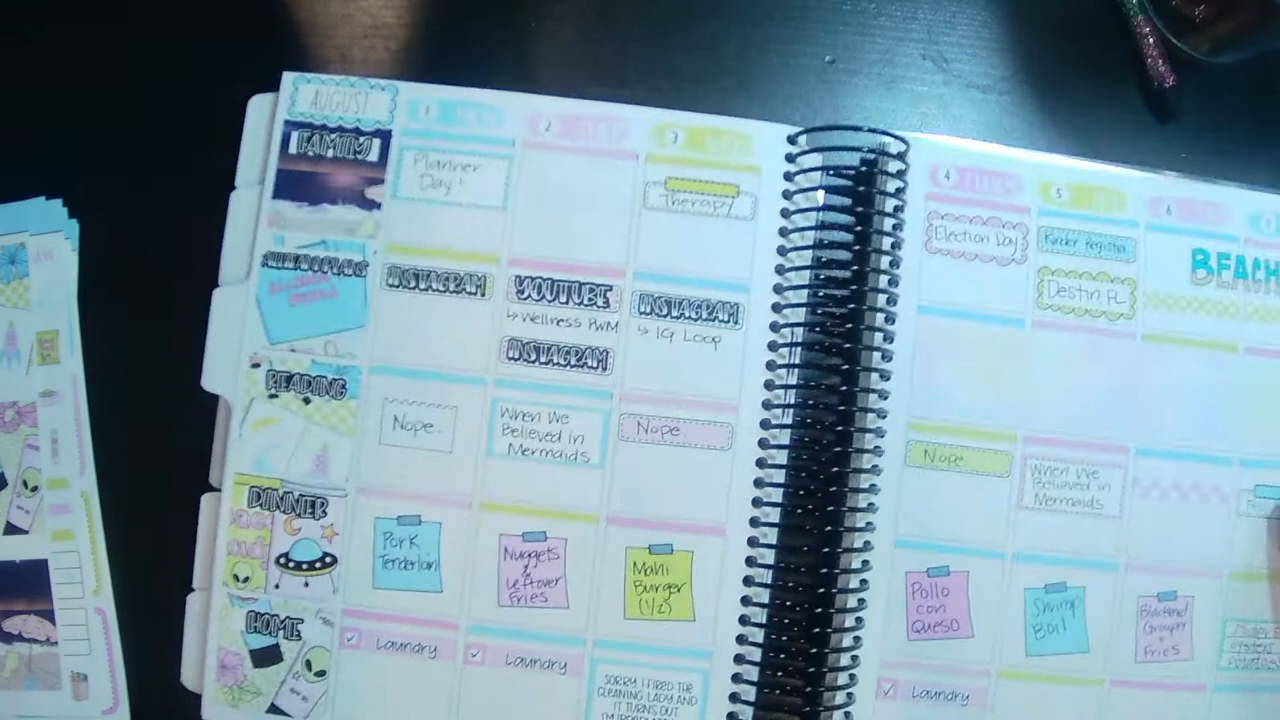 AUGUST
1
2
3
4
5
6
FAMILY
Planner
Day!
Therapy
Election Day
Destin, FL
BEACH
INSTAGRAM
YOUTUBE
↳ Wellness PWM
INSTAGRAM
INSTAGRAM
↳ IG Loop
READING
Nope.
When We
Believed in
Mermaids
Nope.
Nope
When We
Believed in
Mermaids
DINNER
Pork
Tenderloin
Nuggets
&
Leftover
Fries
Mahi
Burger
(1/2)
Pollo
con
Queso
Shrimp
Boil
Blackened
Grouper
+
Fries
HOME
Laundry
Laundry
SORRY, I FIRED THE
CLEANING LADY AND
IT TURNS OUT
Laundry